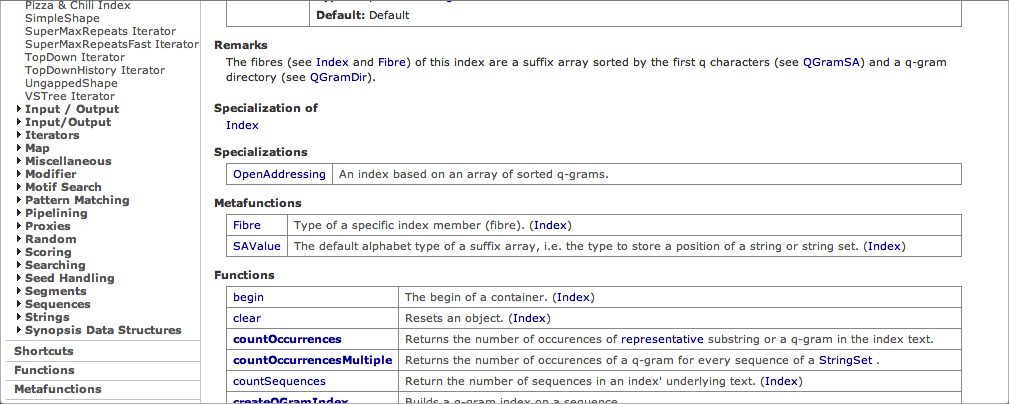 Pizza & Chili Index
SimpleShape
SuperMaxRepeats Iterator
SuperMaxRepeatsFast Iterator
TopDown Iterator
TopDownHistory Iterator
UngappedShape
VSTree Iterator
Input / Output
Input/Output
Iterators
Map
Miscellaneous
Modifier
Motif Search
Pattern Matching
Pipelining
Proxies
Random
Scoring
Searching
Seed Handling
Segments
Sequences
Strings
Synopsis Data Structures
Shortcuts
Functions
Metafunctions
Default: Default
Remarks
The fibres (see Index and Fibre) of this index are a suffix array sorted by the first q characters (see QGramSA) and a q-gram
directory (see QGramDir).
Specialization of
Index
Specializations
OpenAddressing An index based on an array of sorted q-grams.
Metafunctions
Fibre Type of a specific index member (fibre). (Index)
SAValue The default alphabet type of a suffix array, i.e. the type to store a position of a string or string set. (Index)
Functions
begin The begin of a container. (Index)
clear Resets an object. (Index)
countOccurrences Returns the number of occurences of representative substring or a q-gram in the index text.
countOccurrencesMultiple Returns the number of occurences of a q-gram for every sequence of a StringSet .
countSequences Return the number of sequences in an index' underlying text. (Index)
createQGramIndex Builds a q-gram index on a sequence.